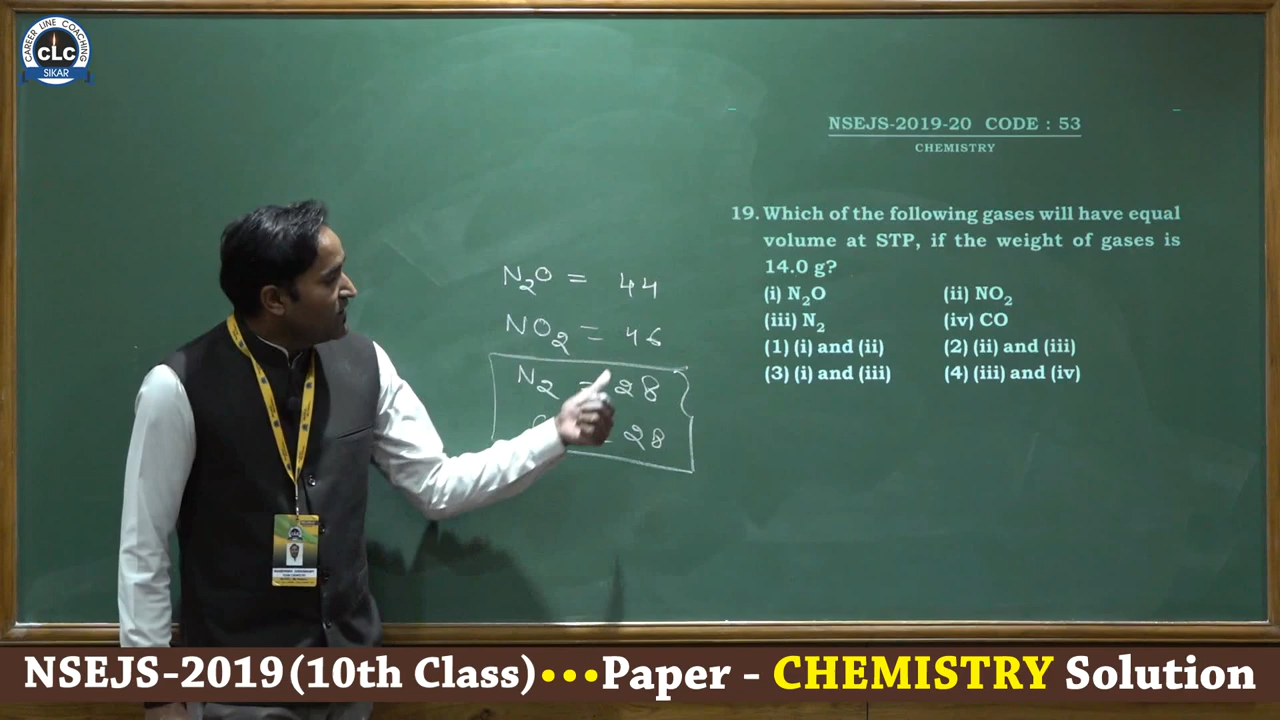 CAREER LINE COACHING
CLC
SIKAR
NSEJS-2019-20 CODE : 53
CHEMISTRY
19. Which of the following gases will have equal
volume at STP, if the weight of gases is
14.0 g?
(i) N₂O (ii) NO₂
(iii) N₂ (iv) CO
(1) (i) and (ii) (2) (ii) and (iii)
(3) (i) and (iii) (4) (iii) and (iv)
N₂O = 44
NO₂ = 46
N₂ = 28
28
NSEJS-2019(10th Class)•••Paper - CHEMISTRY Solution